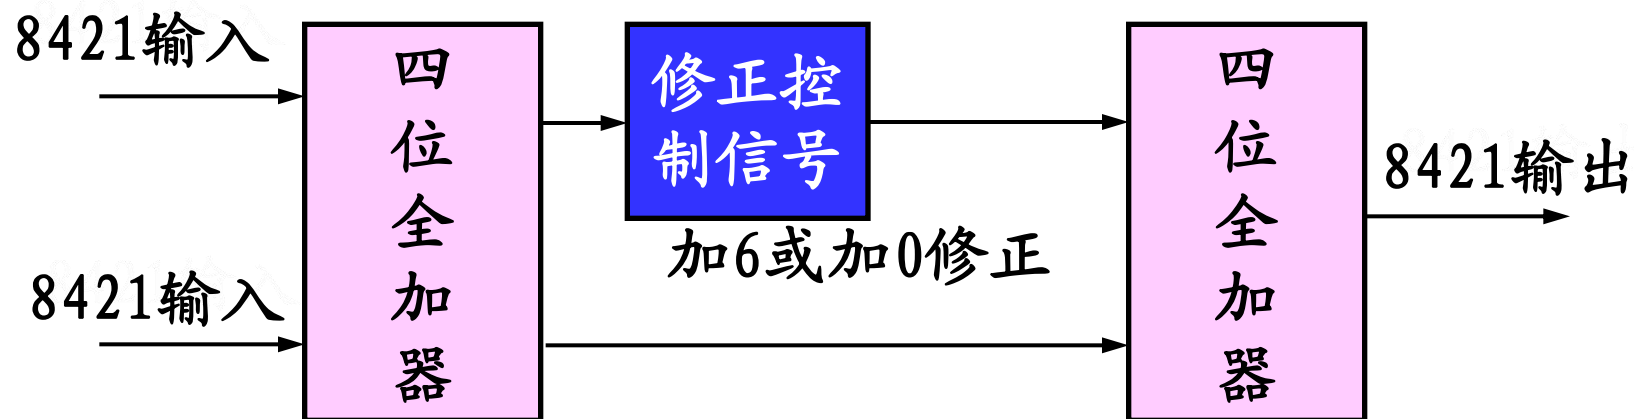 8421输入
8421输入
四位全加器
修正控
制信号
加6或加0修正
四位全加器
8421输出